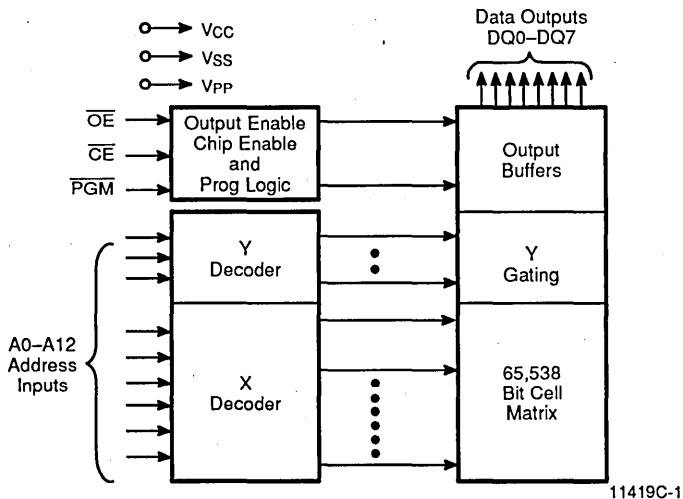 Data Outputs
DQ0–DQ7
VCC
VSS
VPP
OE
CE
PGM
Output Enable
Chip Enable
and
Prog Logic
Output
Buffers
Y
Decoder
Y
Gating
A0–A12
Address
Inputs
X
Decoder
65,538
Bit Cell
Matrix
11419C-1